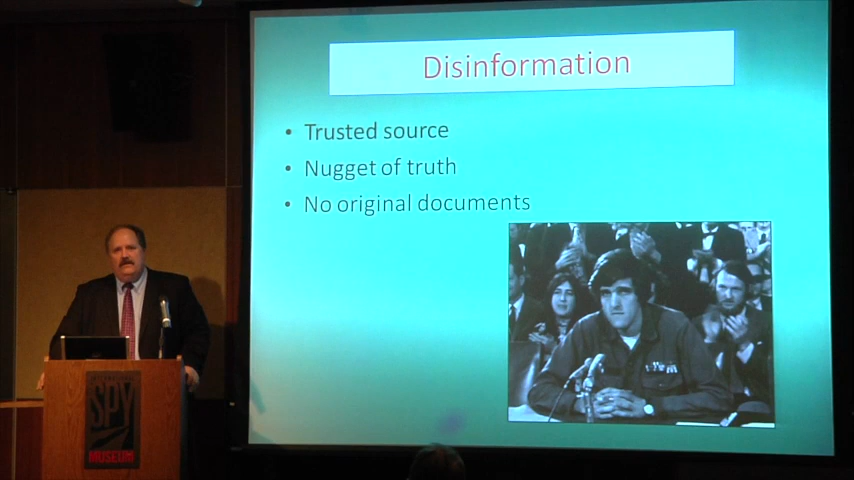 Disinformation
• Trusted source
• Nugget of truth
• No original documents
SPY
MUSEUM